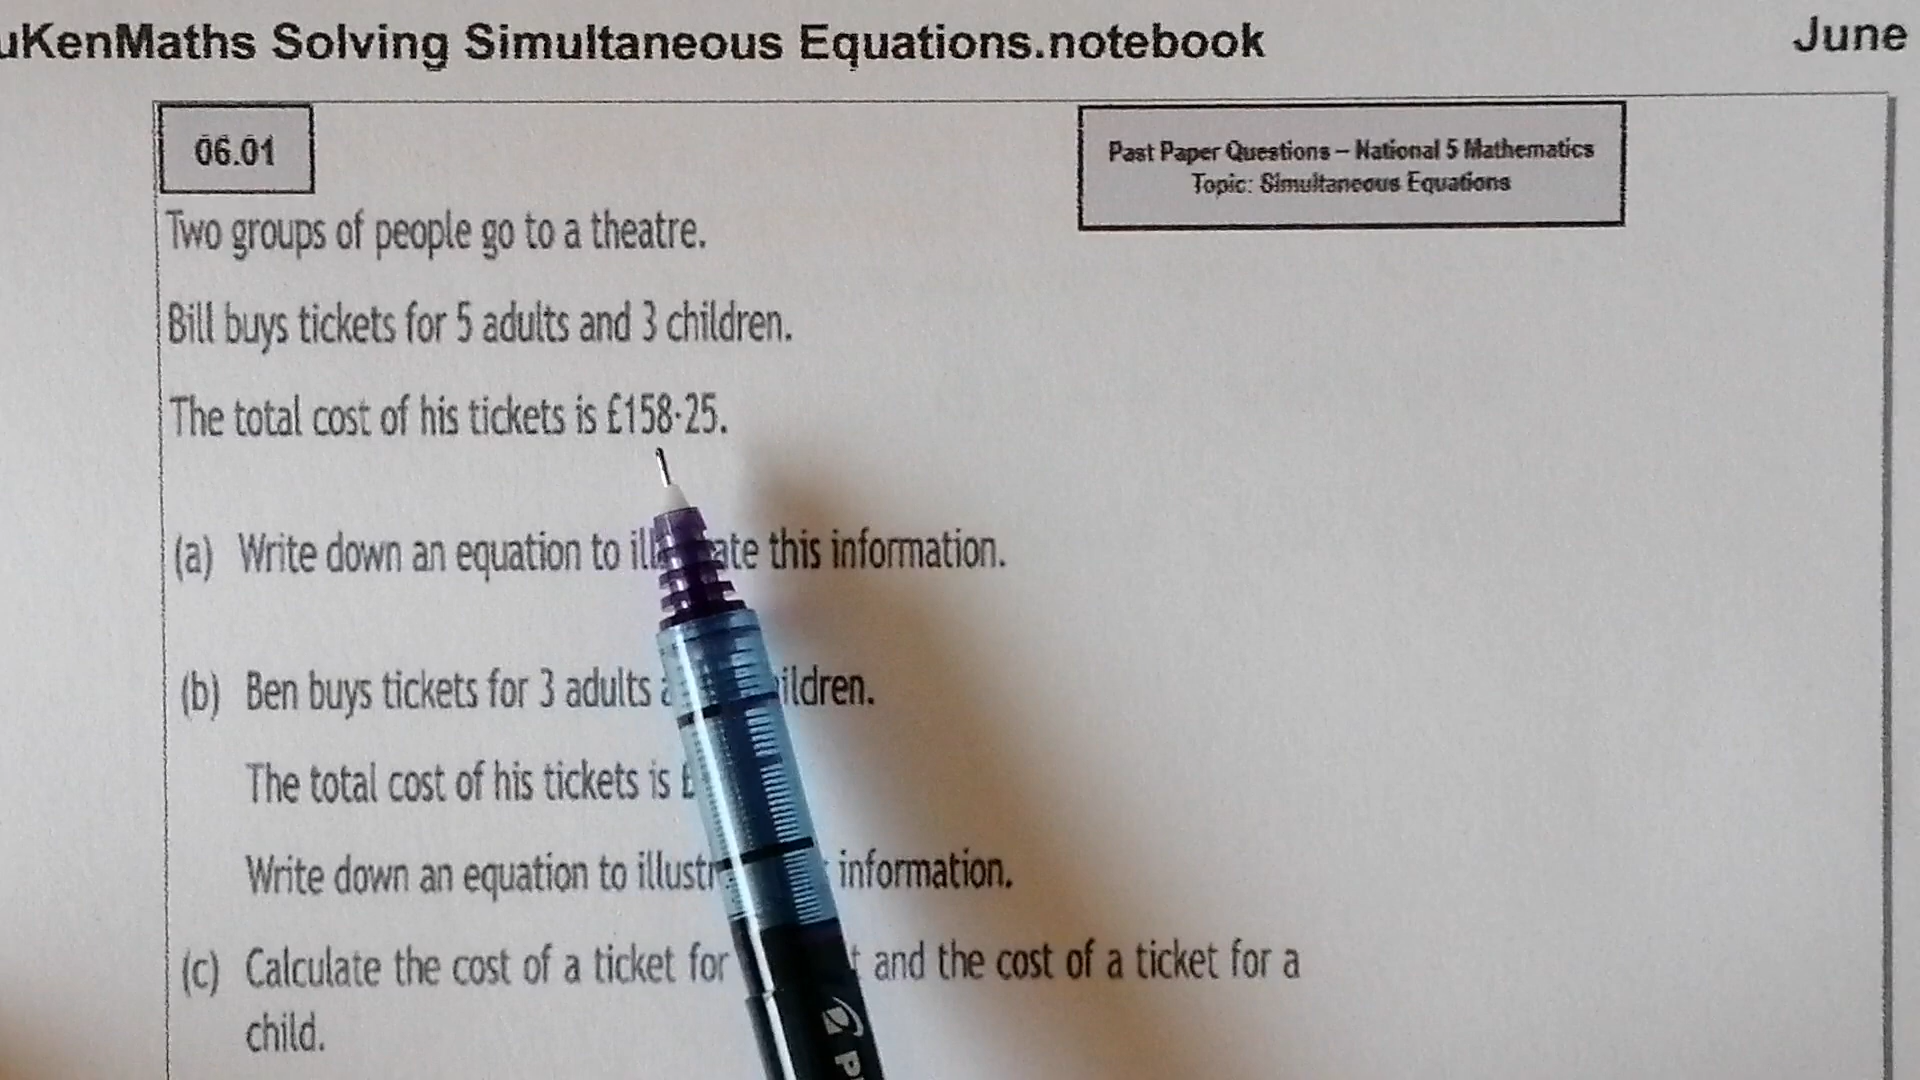 uKenMaths Solving Simultaneous Equations.notebook
June
06.01
Past Paper Questions – National 5 Mathematics
Topic: Simultaneous Equations
Two groups of people go to a theatre.
Bill buys tickets for 5 adults and 3 children.
The total cost of his tickets is £158·25.
(a) Write down an equation to ill ate this information.
(b) Ben buys tickets for 3 adults a ildren.
The total cost of his tickets is £
Write down an equation to illustr information.
(c) Calculate the cost of a ticket for t and the cost of a ticket for a
child.